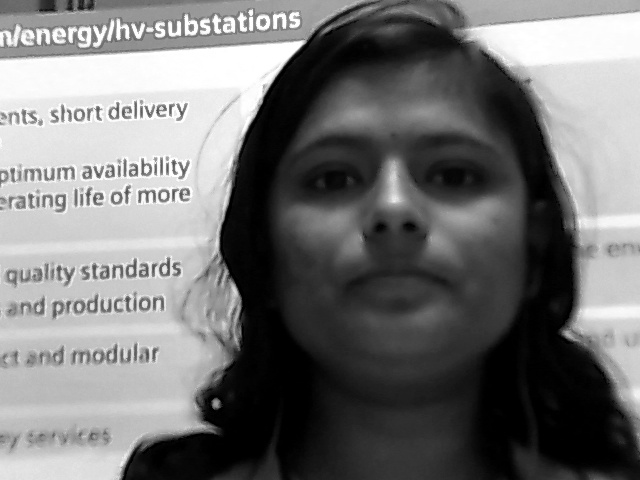 n/energy/hv-substations
ents, short delivery
ptimum availability
erating life of more
quality standards
and production
ct and modular
ey services
e en